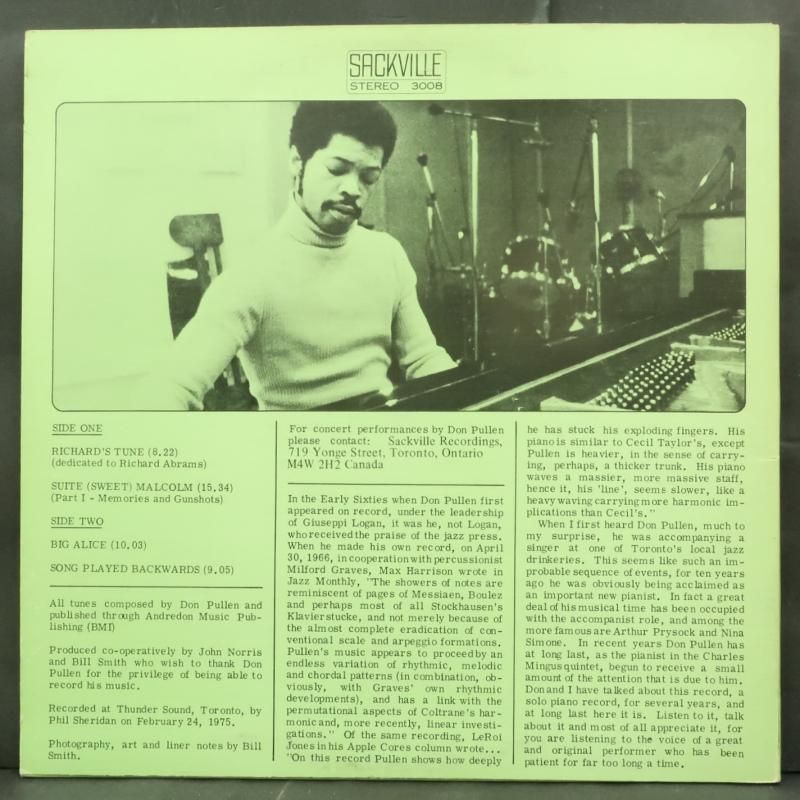 SACKVILLE
STEREO 3008
SIDE ONE
RICHARD'S TUNE (8.22)
(dedicated to Richard Abrams)
SUITE (SWEET) MALCOLM (15.34)
(Part I - Memories and Gunshots)
SIDE TWO
BIG ALICE (10.03)
SONG PLAYED BACKWARDS (9.05)
All tunes composed by Don Pullen and
published through Andredon Music Pub-
lishing (BMI)
Produced co-operatively by John Norris
and Bill Smith who wish to thank Don
Pullen for the privilege of being able to
record his music.
Recorded at Thunder Sound, Toronto, by
Phil Sheridan on February 24, 1975.
Photography, art and liner notes by Bill
Smith.
For concert performances by Don Pullen
please contact: Sackville Recordings,
719 Yonge Street, Toronto, Ontario
M4W 2H2 Canada
In the Early Sixties when Don Pullen first
appeared on record, under the leadership
of Giuseppi Logan, it was he, not Logan,
who received the praise of the jazz press.
When he made his own record, on April
30, 1966, in cooperation with percussionist
Milford Graves, Max Harrison wrote in
Jazz Monthly, "The showers of notes are
reminiscent of pages of Messiaen, Boulez
and perhaps most of all Stockhausen's
Klavierstucke, and not merely because of
the almost complete eradication of con-
ventional scale and arpeggio formations.
Pullen's music appears to proceed by an
endless variation of rhythmic, melodic
and chordal patterns (in combination, ob-
viously, with Graves' own rhythmic
developments), and has a link with the
permutational aspects of Coltrane's har-
monic and, more recently, linear investi-
gations." Of the same recording, LeRoi
Jones in his Apple Cores column wrote...
"On this record Pullen shows how deeply
he has stuck his exploding fingers. His
piano is similar to Cecil Taylor's, except
Pullen is heavier, in the sense of carry-
ing, perhaps, a thicker trunk. His piano
waves a massier, more massive staff,
hence it, his 'line', seems slower, like a
heavy waving carrying more harmonic im-
plications than Cecil's."
When I first heard Don Pullen, much to
my surprise, he was accompanying a
singer at one of Toronto's local jazz
drinkeries. This seems like such an im-
probable sequence of events, for ten years
ago he was obviously being acclaimed as
an important new pianist. In fact a great
deal of his musical time has been occupied
with the accompanist role, and among the
more famous are Arthur Prysock and Nina
Simone. In recent years Don Pullen has
at long last, as the pianist in the Charles
Mingus quintet, begun to receive a small
amount of the attention that is due to him.
Don and I have talked about this record, a
solo piano record, for several years, and
at long last here it is. Listen to it, talk
about it and most of all appreciate it, for
you are listening to the voice of a great
and original performer who has been
patient for far too long a time.